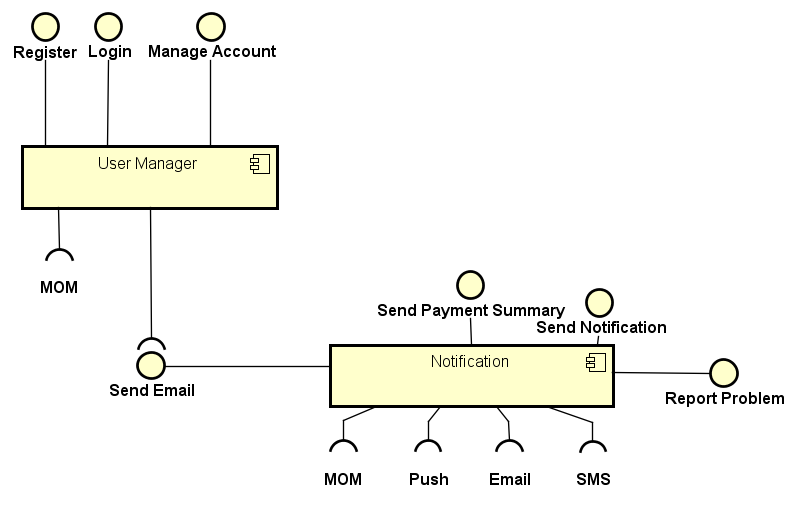 Register
Login
Manage Account
User Manager
MOM
Send Payment Summary
Send Notification
Notification
Send Email
Report Problem
MOM
Push
Email
SMS